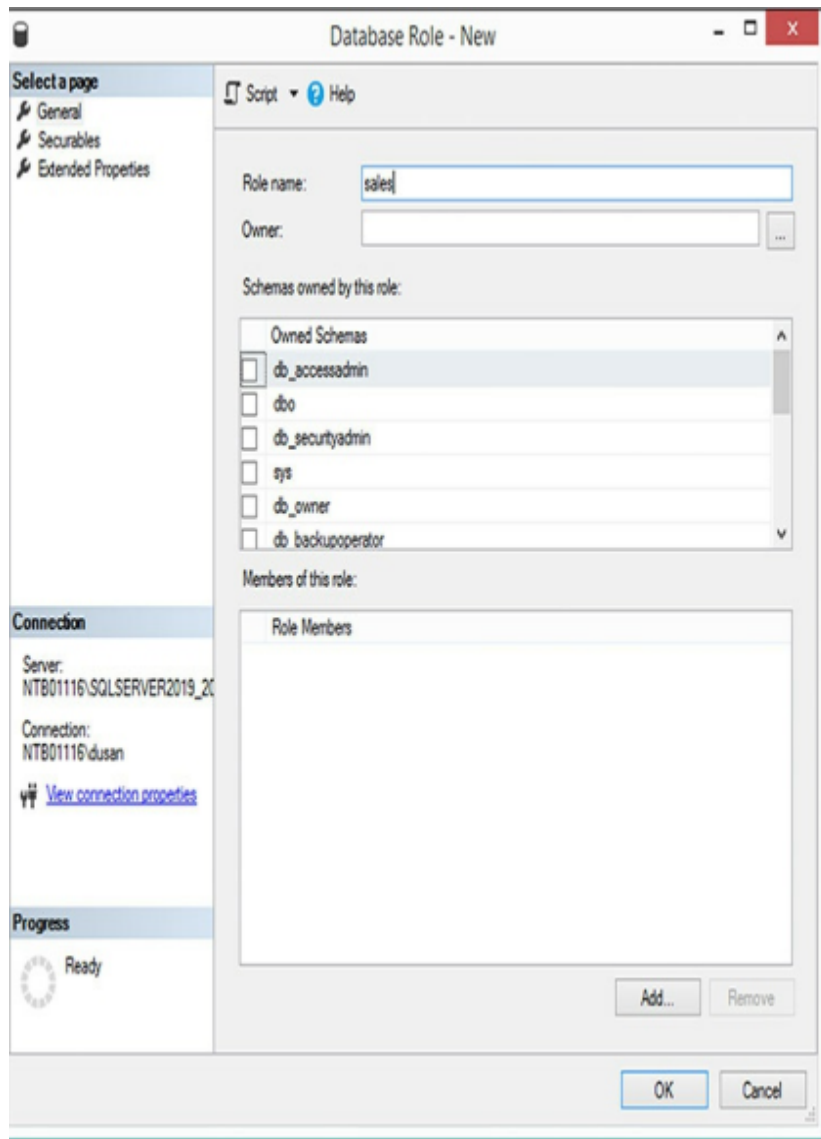 Database Role - New
Select a page
General
Securables
Extended Properties
Script
Help
Role name: sales
Owner:
...
Schemas owned by this role:
Owned Schemas
db_accessadmin
dbo
db_securityadmin
sys
db_owner
db_backupoperator
Members of this role:
Role Members
Connection
Server:
NTB01116\SQLSERVER2019_20
Connection:
NTB01116\dusan
View connection properties
Progress
Ready
Add...
Remove
OK
Cancel